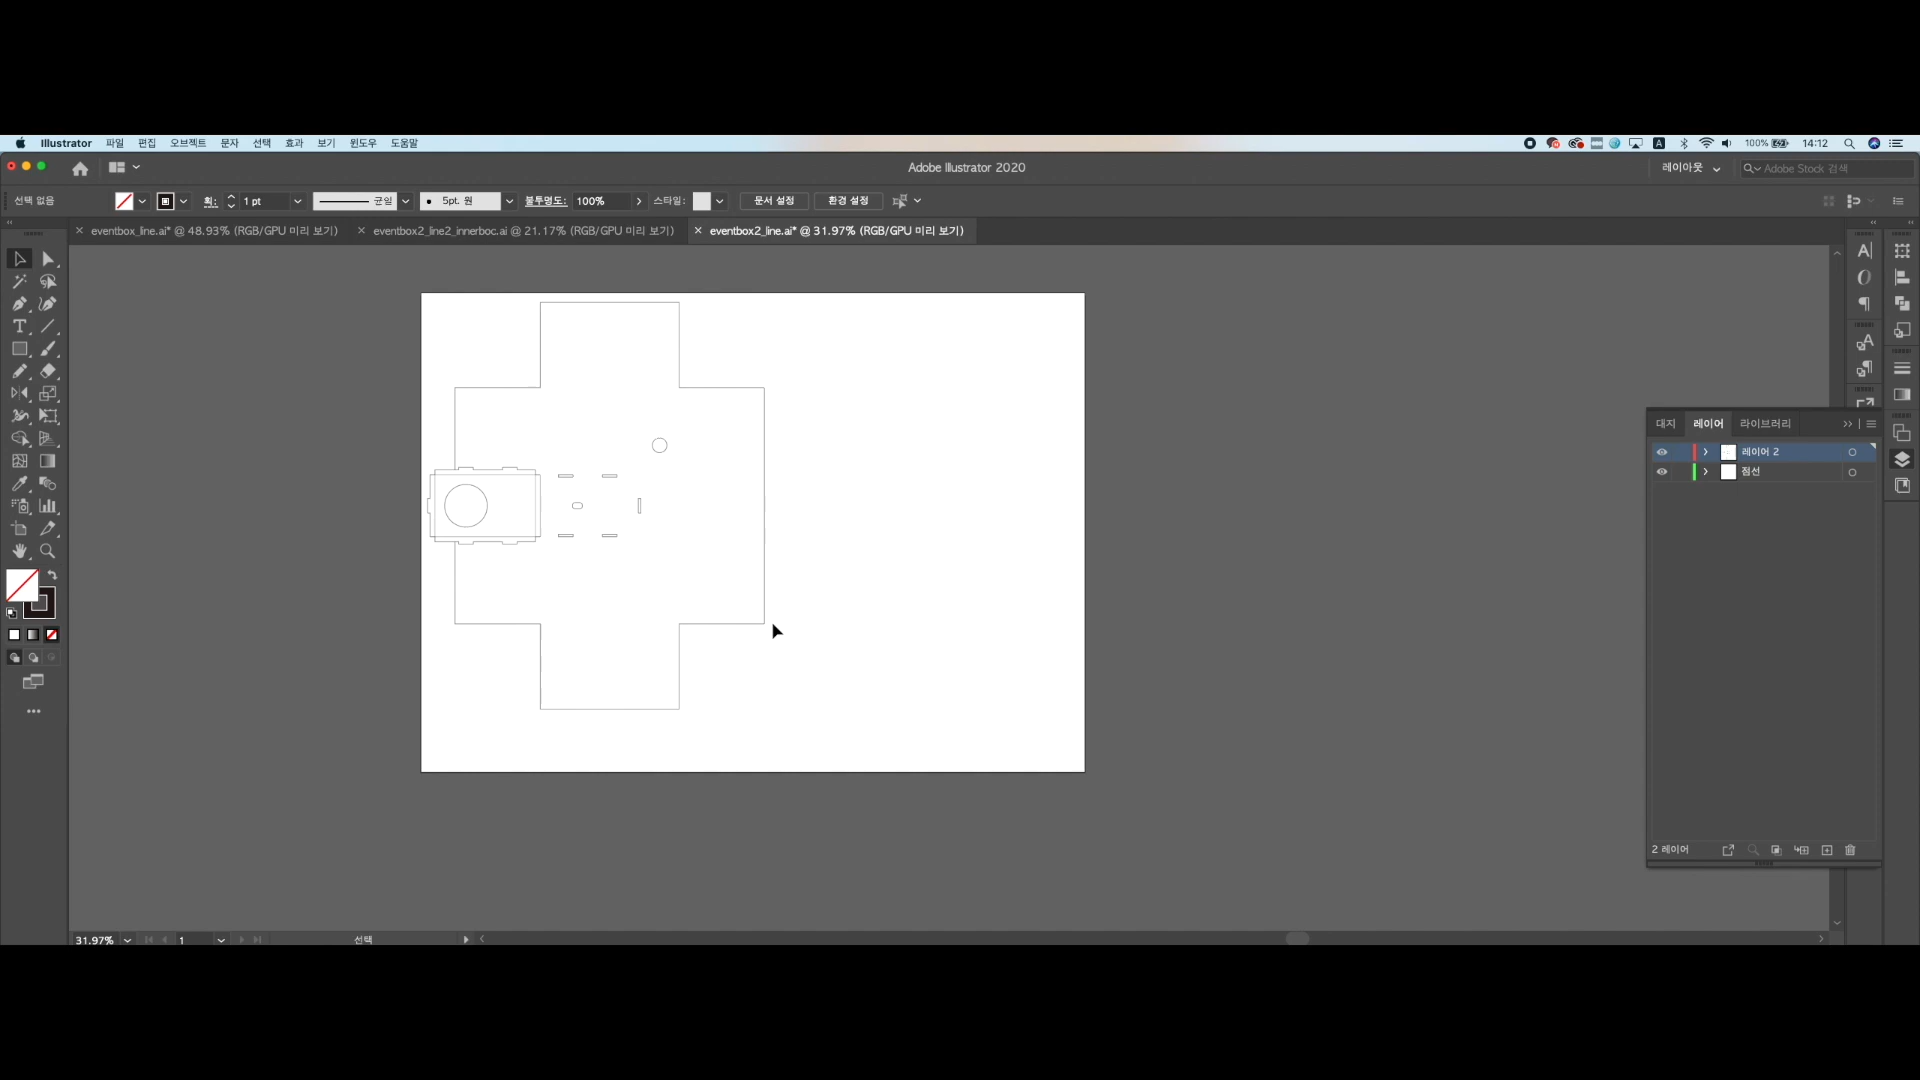 Illustrator 파일 편집 오브젝트 문자 선택 효과 보기 윈도우 도움말 A 100% 14:12
Adobe Illustrator 2020 레이아웃 Adobe Stock 검색
선택 없음 획: 1 pt 균일 5pt. 원 불투명도: 100% 스타일: 문서 설정 환경 설정
eventbox_line.ai* @ 48.93% (RGB/GPU 미리 보기) eventbox2_line2_innerboc.ai @ 21.17% (RGB/GPU 미리 보기) eventbox2_line.ai* @ 31.97% (RGB/GPU 미리 보기)
대지 레이어 라이브러리
레이어 2
점선
2 레이어
31.97% 1 선택